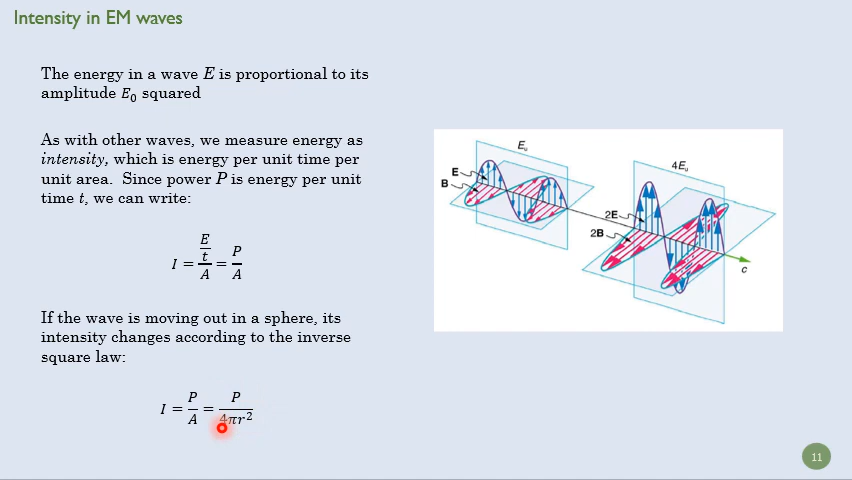 Intensity in EM waves
The energy in a wave E is proportional to its
amplitude E₀ squared
As with other waves, we measure energy as
intensity, which is energy per unit time per
unit area. Since power P is energy per unit
time t, we can write:
I = (E/t)/A = P/A
If the wave is moving out in a sphere, its
intensity changes according to the inverse
square law:
I = P/A = P/4πr²
Eᵤ
E
B
4Eᵤ
2E
2B
c
11